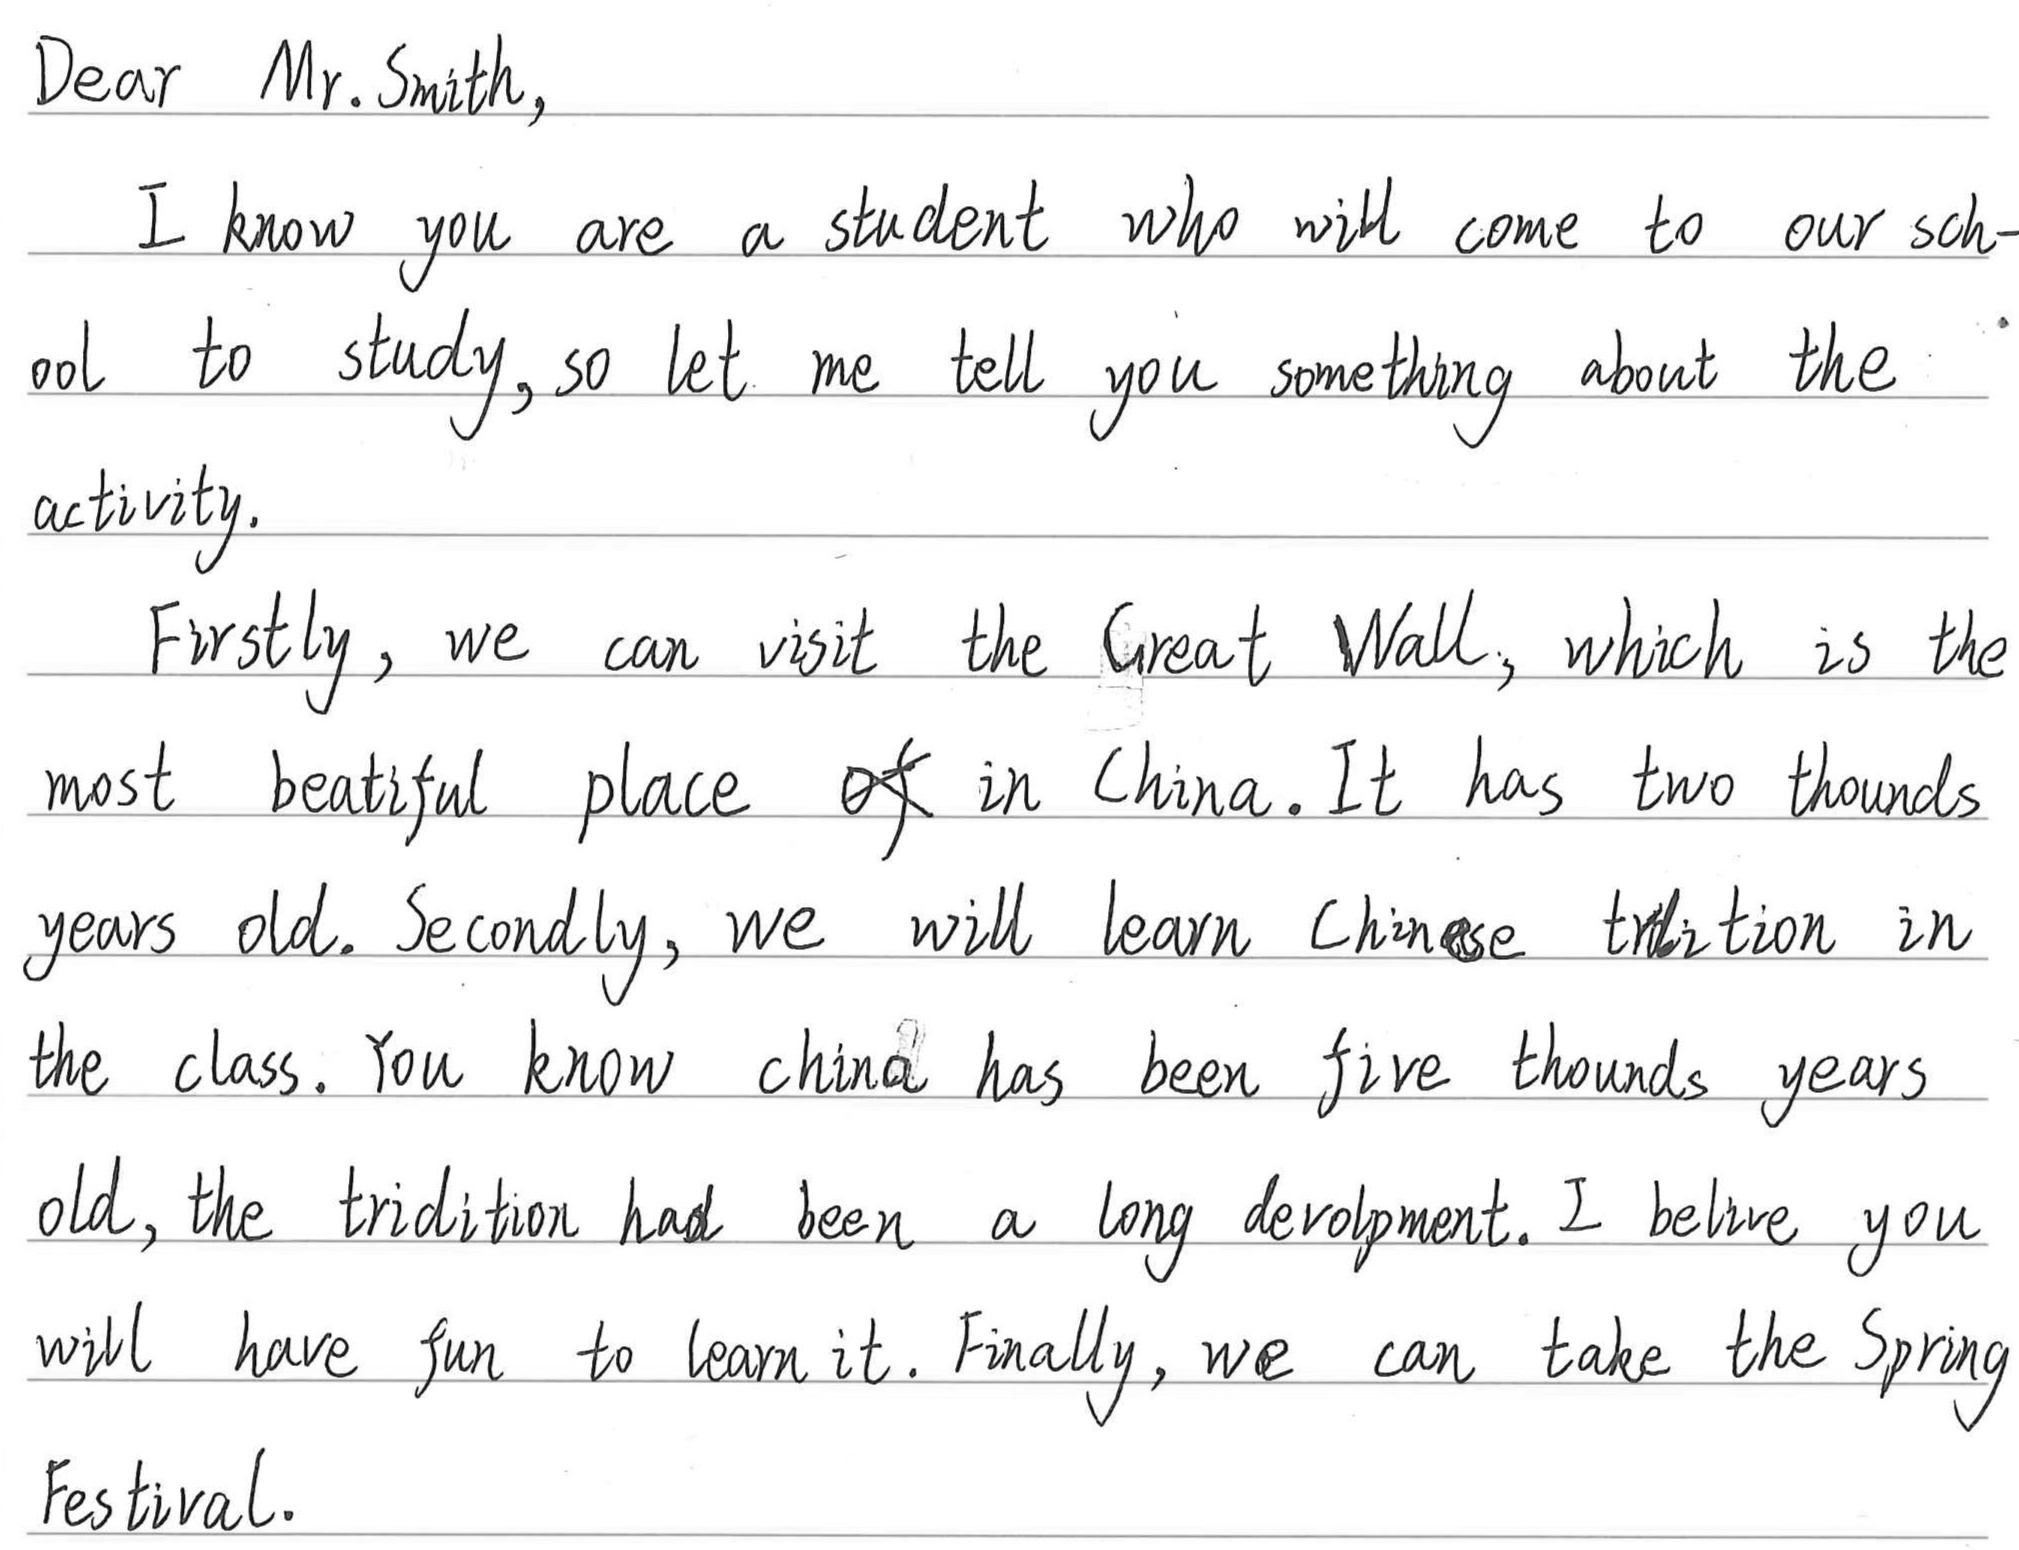 Dear Mr. Smith,
I know you are a student who will come to our sch-
ool to study, so let me tell you something about the
activity.
Firstly, we can visit the Great Wall, which is the
most beatiful place in China. It has two thounds
years old. Secondly, we will learn Chinese tridition in
the class. You know china has been five thounds years
old, the tridition had been a long devolpment. I belive you
will have fun to learn it. Finally, we can take the Spring
Festival.